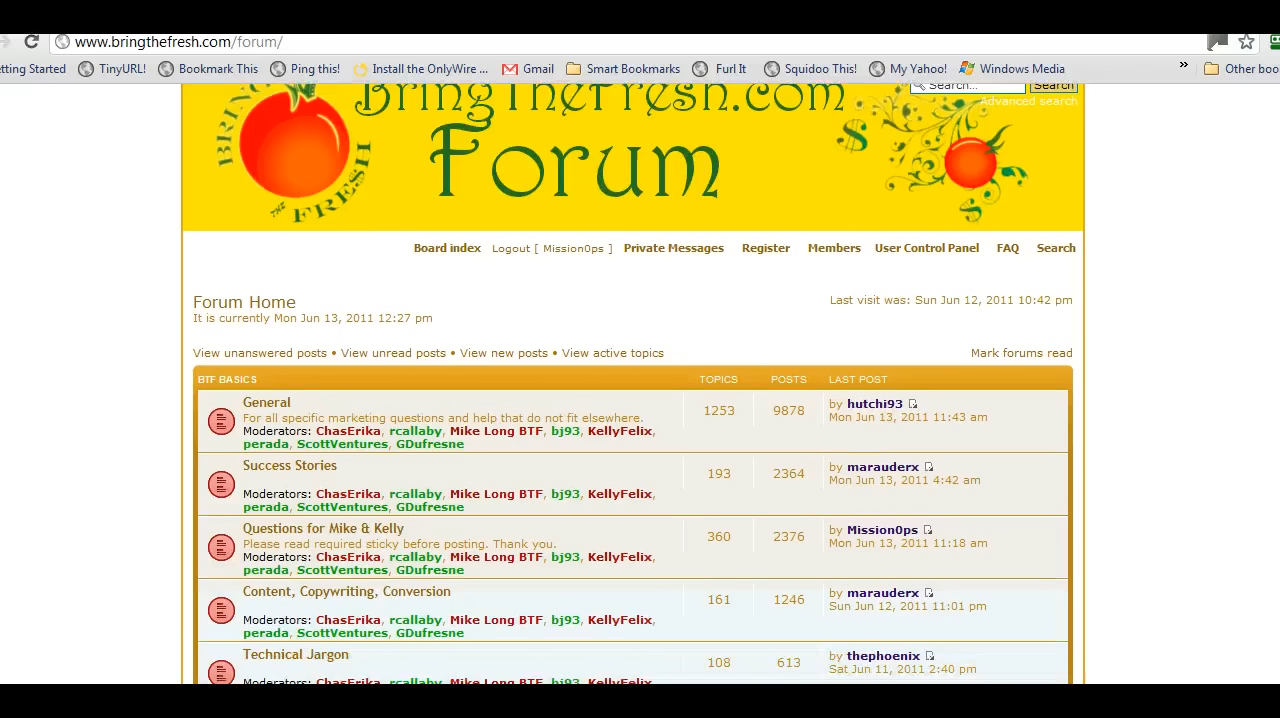 www.bringthefresh.com/forum/
etting Started TinyURL! Bookmark This Ping this! Install the OnlyWire ... Gmail Smart Bookmarks Furl It Squidoo This! My Yahoo! Windows Media » Other boo
BringTheFresh.com
Search... Search
Advanced search
Forum
BRING
THE FRESH
Board index Logout [ Mission0ps ] Private Messages Register Members User Control Panel FAQ Search
Forum Home
Last visit was: Sun Jun 12, 2011 10:42 pm
It is currently Mon Jun 13, 2011 12:27 pm
View unanswered posts • View unread posts • View new posts • View active topics Mark forums read
BTF BASICS TOPICS POSTS LAST POST
General
For all specific marketing questions and help that do not fit elsewhere.
Moderators: ChasErika, rcallaby, Mike Long BTF, bj93, KellyFelix,
perada, ScottVentures, GDufresne
1253 9878 by hutchi93
Mon Jun 13, 2011 11:43 am
Success Stories
Moderators: ChasErika, rcallaby, Mike Long BTF, bj93, KellyFelix,
perada, ScottVentures, GDufresne
193 2364 by marauderx
Mon Jun 13, 2011 4:42 am
Questions for Mike & Kelly
Please read required sticky before posting. Thank you.
Moderators: ChasErika, rcallaby, Mike Long BTF, bj93, KellyFelix,
perada, ScottVentures, GDufresne
360 2376 by Mission0ps
Mon Jun 13, 2011 11:18 am
Content, Copywriting, Conversion
Moderators: ChasErika, rcallaby, Mike Long BTF, bj93, KellyFelix,
perada, ScottVentures, GDufresne
161 1246 by marauderx
Sun Jun 12, 2011 11:01 pm
Technical Jargon
Moderators: ChasErika, rcallaby, Mike Long BTF, bj93, KellyFelix,
108 613 by thephoenix
Sat Jun 11, 2011 2:40 pm